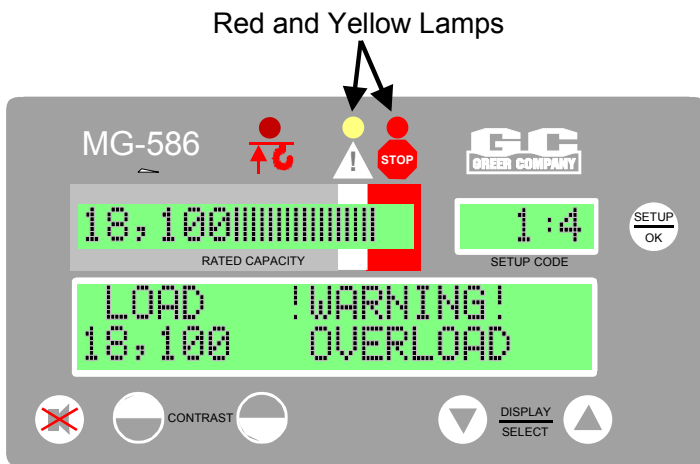 Red and Yellow Lamps
MG-586
!
STOP
GC
GREER COMPANY
18,100
RATED CAPACITY
1:4
SETUP CODE
SETUP
OK
LOAD !WARNING!
18,100 OVERLOAD
CONTRAST
DISPLAY
SELECT